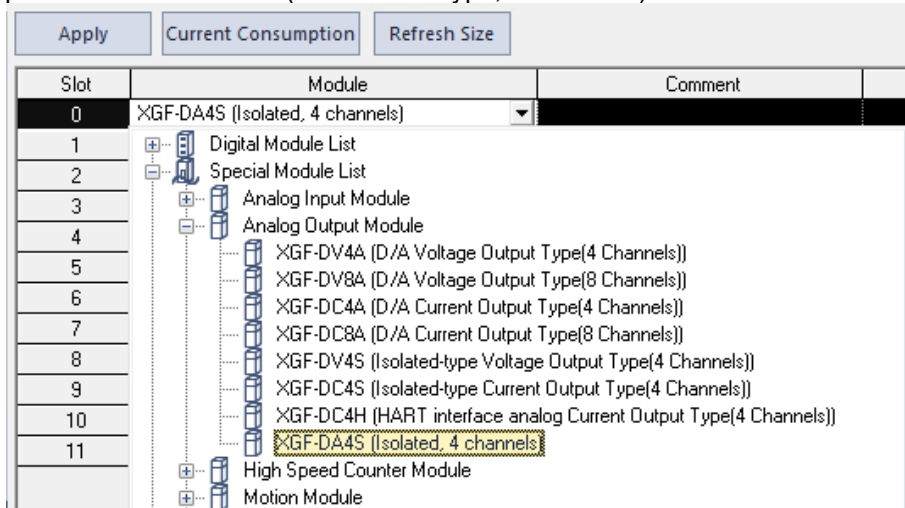 Apply Current Consumption Refresh Size
Slot Module Comment
0 XGF-DA4S (Isolated, 4 channels)
1 Digital Module List
2 Special Module List
3 Analog Input Module
4 Analog Output Module
XGF-DV4A (D/A Voltage Output Type(4 Channels))
5 XGF-DV8A (D/A Voltage Output Type(8 Channels))
6 XGF-DC4A (D/A Current Output Type(4 Channels))
7 XGF-DC8A (D/A Current Output Type(8 Channels))
8 XGF-DV4S (Isolated-type Voltage Output Type(4 Channels))
9 XGF-DC4S (Isolated-type Current Output Type(4 Channels))
10 XGF-DC4H (HART interface analog Current Output Type(4 Channels))
11 XGF-DA4S (Isolated, 4 channels)
High Speed Counter Module
Motion Module